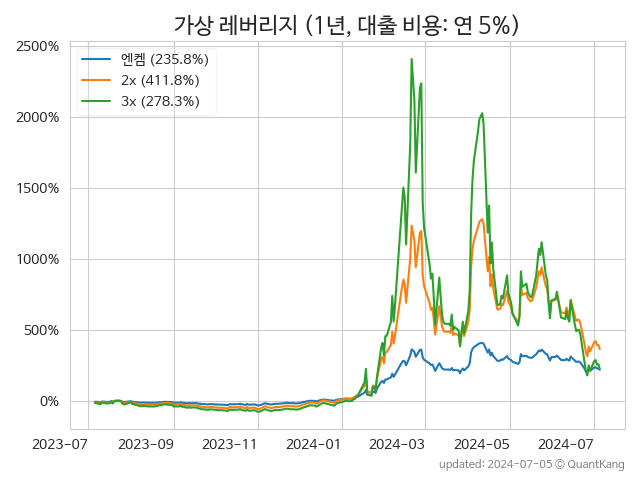 가상 레버리지 (1년, 대출 비용: 연 5%)
2500%
2000%
1500%
1000%
500%
0%
엔켐 (235.8%)
2x (411.8%)
3x (278.3%)
2023-07 2023-09 2023-11 2024-01 2024-03 2024-05 2024-07
updated: 2024-07-05 © QuantKang